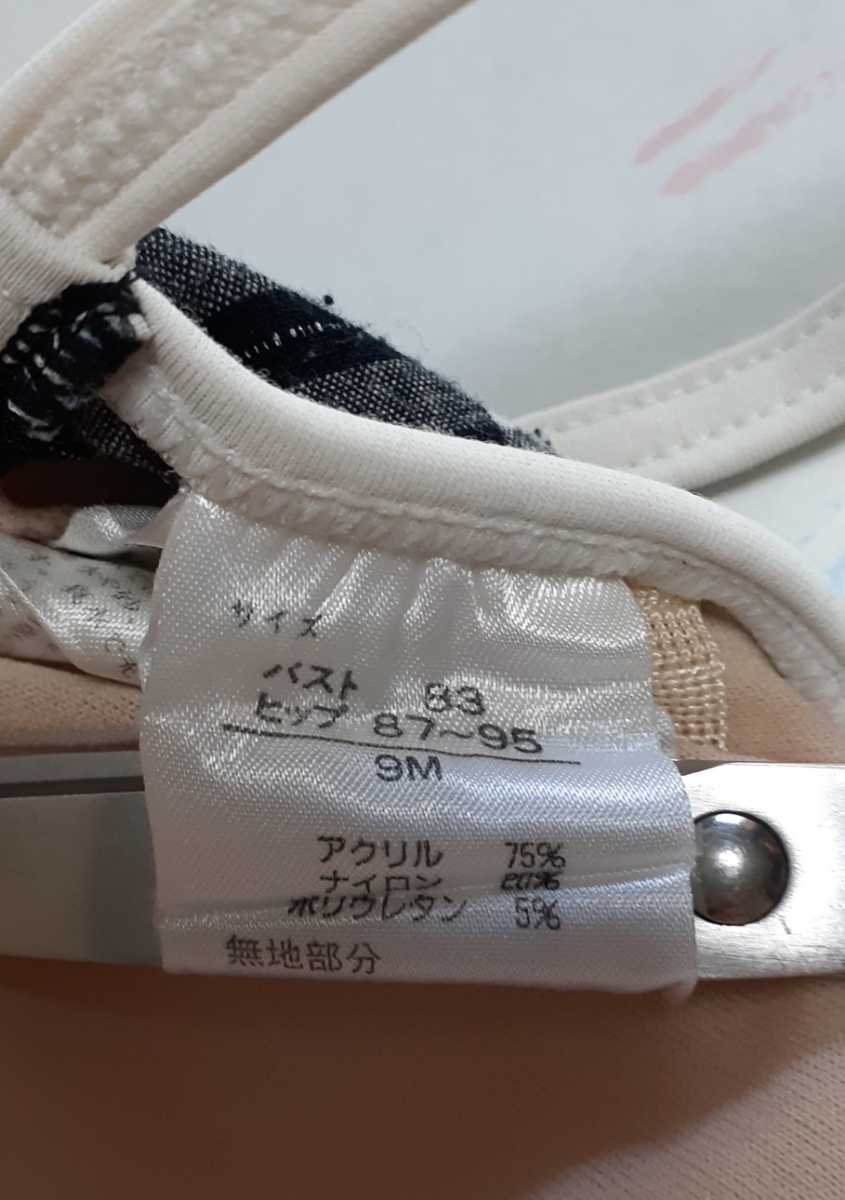 サイズ
バスト 83
ヒップ 87～95
9M
アクリル 75%
ナイロン
ポリウレタン 5%
無地部分